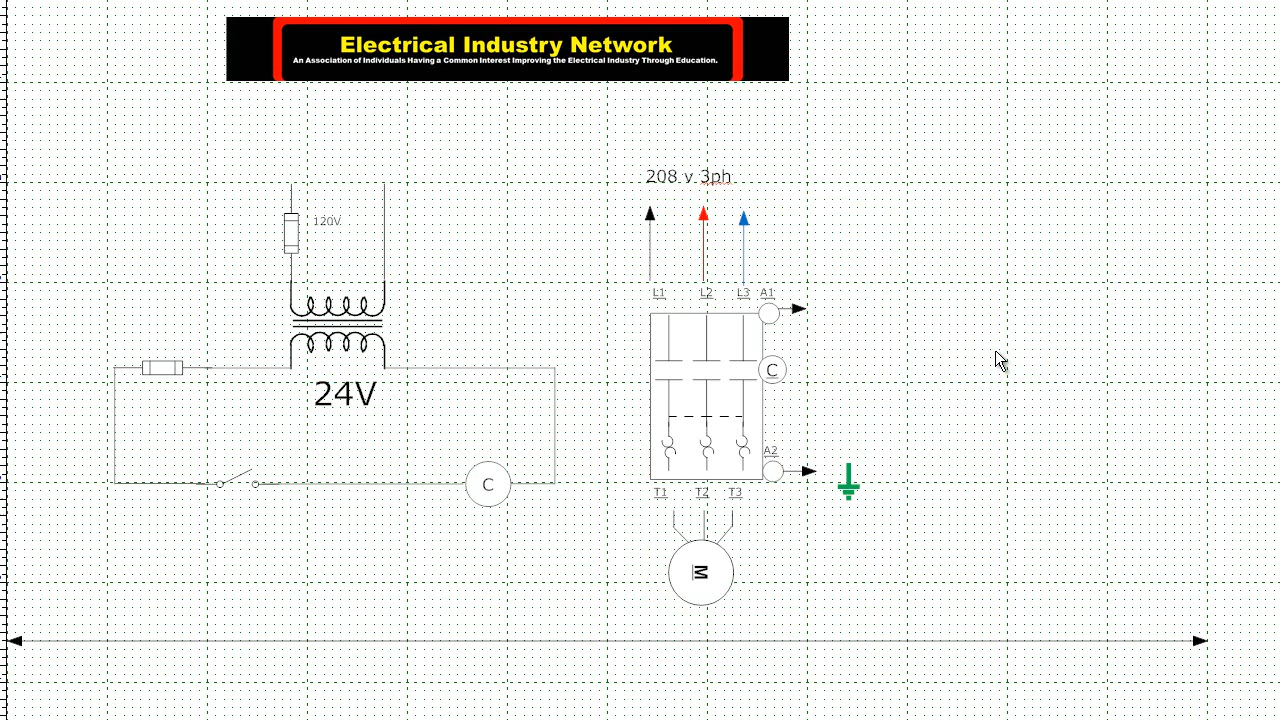 Electrical Industry Network
An Association of Individuals Having a Common Interest Improving the Electrical Industry Through Education.
208 v 3ph
120V
L1 L2 L3 A1
C
24V
A2
C
T1 T2 T3
M